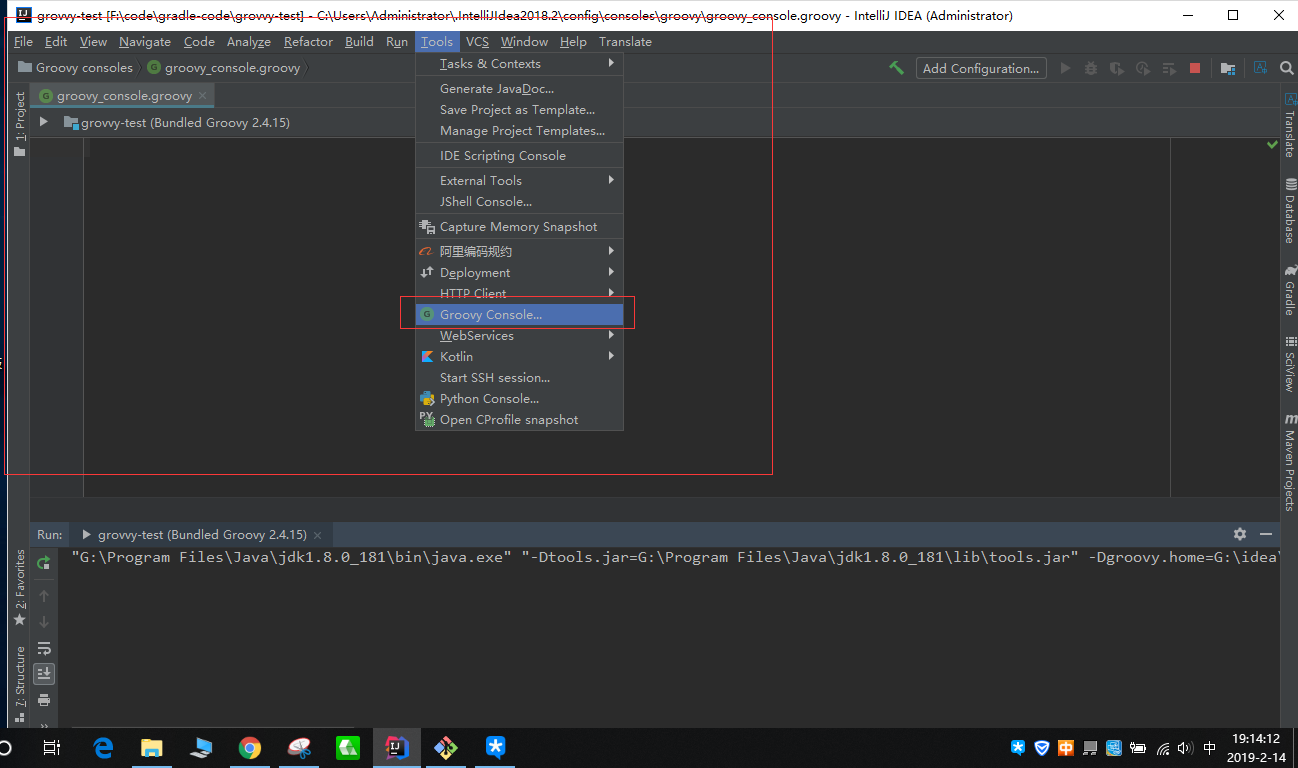 grovvy-test [F:\code\gradle-code\grovvy-test] - C:\Users\Administrator\.IntelliJIdea2018.2\config\consoles\groovy\groovy_console.groovy - IntelliJ IDEA (Administrator)
File Edit View Navigate Code Analyze Refactor Build Run Tools VCS Window Help Translate
Groovy consoles groovy_console.groovy
Add Configuration...
groovy_console.groovy
grovvy-test (Bundled Groovy 2.4.15)
Tasks & Contexts
Generate JavaDoc...
Save Project as Template...
Manage Project Templates...
IDE Scripting Console
External Tools
JShell Console...
Capture Memory Snapshot
阿里编码规约
Deployment
HTTP Client
Groovy Console...
WebServices
Kotlin
Start SSH session...
Python Console...
Open CProfile snapshot
1: Project
2: Favorites
7: Structure
Translate
Database
Gradle
SciView
Maven Projects
Run: grovvy-test (Bundled Groovy 2.4.15)
"G:\Program Files\Java\jdk1.8.0_181\bin\java.exe" "-Dtools.jar=G:\Program Files\Java\jdk1.8.0_181\lib\tools.jar" -Dgroovy.home=G:\idea\
中
19:14:12
2019-2-14